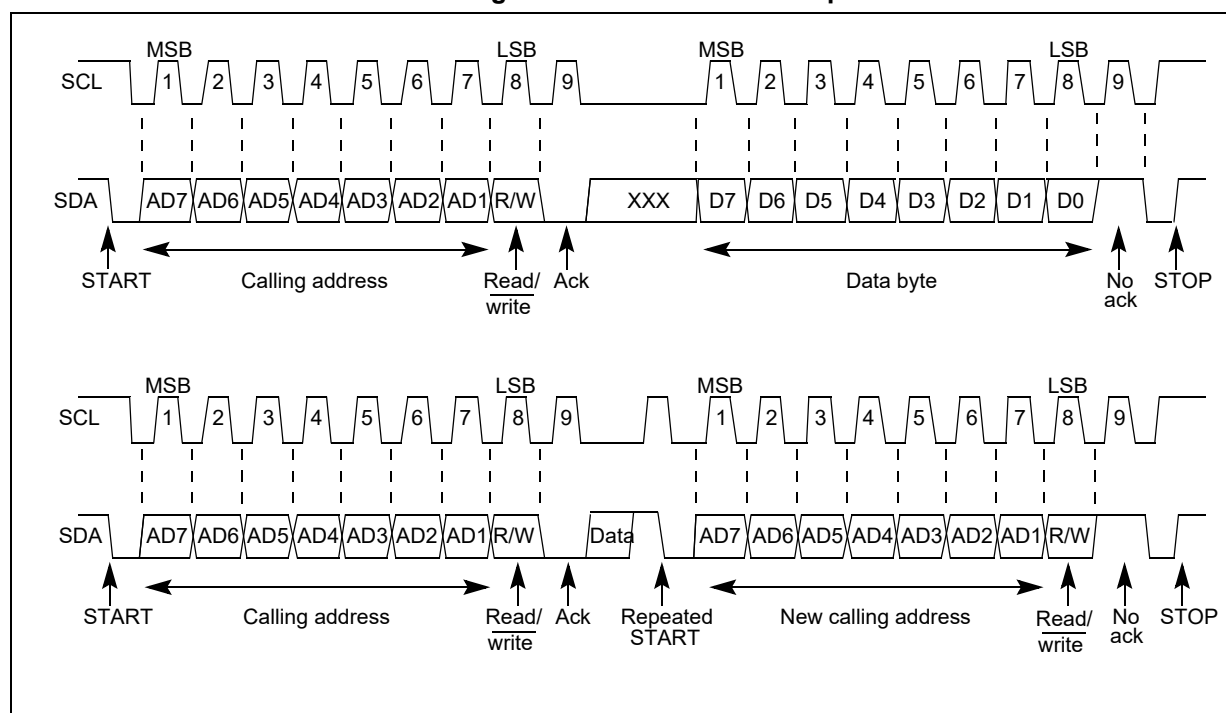 MSB LSB MSB LSB
SCL 1 2 3 4 5 6 7 8 9 1 2 3 4 5 6 7 8 9
SDA AD7 AD6 AD5 AD4 AD3 AD2 AD1 R/W XXX D7 D6 D5 D4 D3 D2 D1 D0
START Calling address Read/ Ack Data byte No STOP
write ack
MSB LSB MSB LSB
SCL 1 2 3 4 5 6 7 8 9 1 2 3 4 5 6 7 8 9
SDA AD7 AD6 AD5 AD4 AD3 AD2 AD1 R/W Data AD7 AD6 AD5 AD4 AD3 AD2 AD1 R/W
START Calling address Read/ Ack Repeated New calling address Read/ No STOP
write START write ack